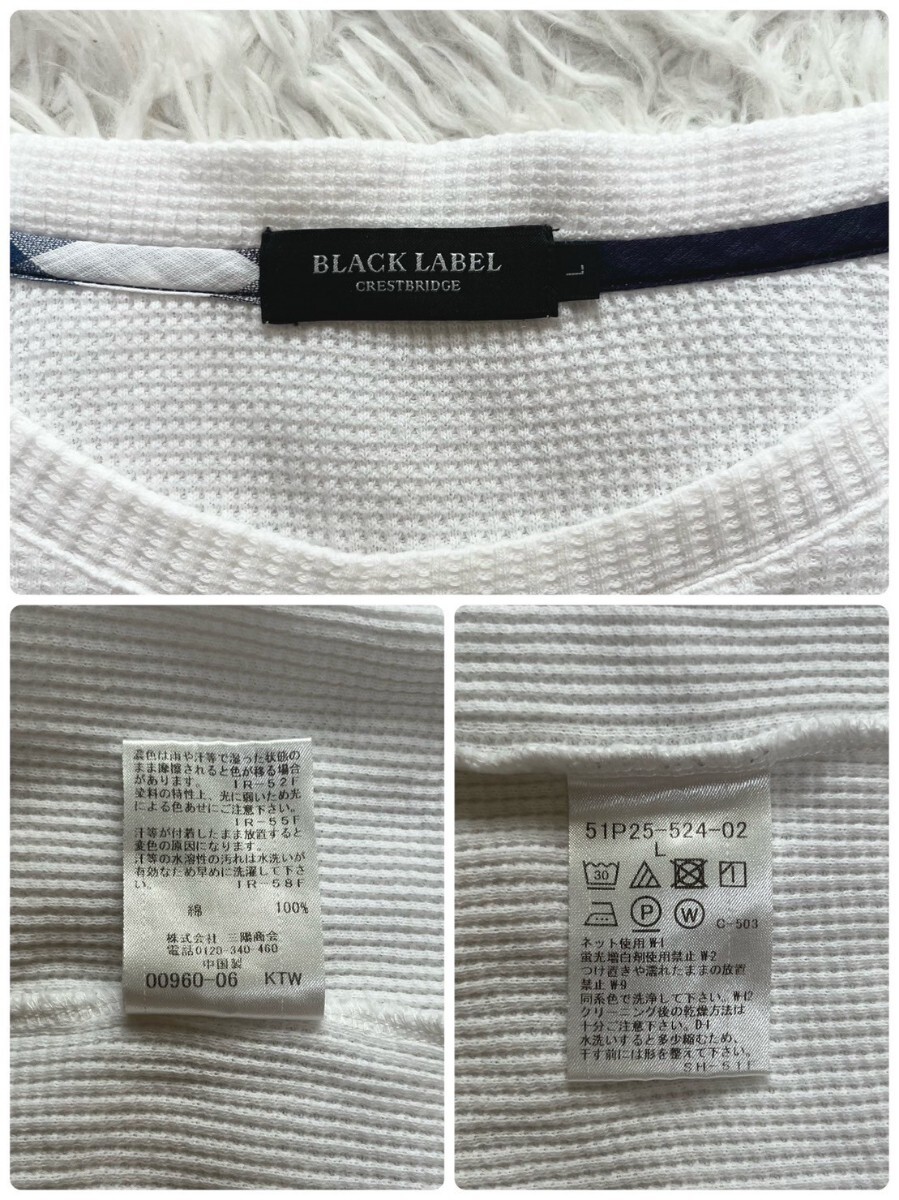 BLACK LABEL
CRESTBRIDGE
L
濃色は雨や汗等で湿った状態の
まま摩擦されると色が移る場合
があります。 IR-52F
染料の特性上、光に弱いため光
による色あせにご注意下さい。
IR-55F
汗等が付着したまま放置すると
変色の原因になります。
汗等の水溶性の汚れは水洗いが
有効なため早めに洗濯して下さ
い。 IR-58F
綿 100%
株式会社 三陽商会
電話0120-340-460
中国製
00960-06 KTW
51P25-524-02
L
30
P W C-503
ネット使用 W-1
蛍光増白剤使用禁止 W-2
つけ置きや濡れたままの放置
禁止 W-9
同系色で洗浄して下さい。W-12
クリーニング後の乾燥方法は
十分ご注意下さい。D-1
水洗いすると多少縮むため、
干す前には形を整えて下さい。
SH-51F